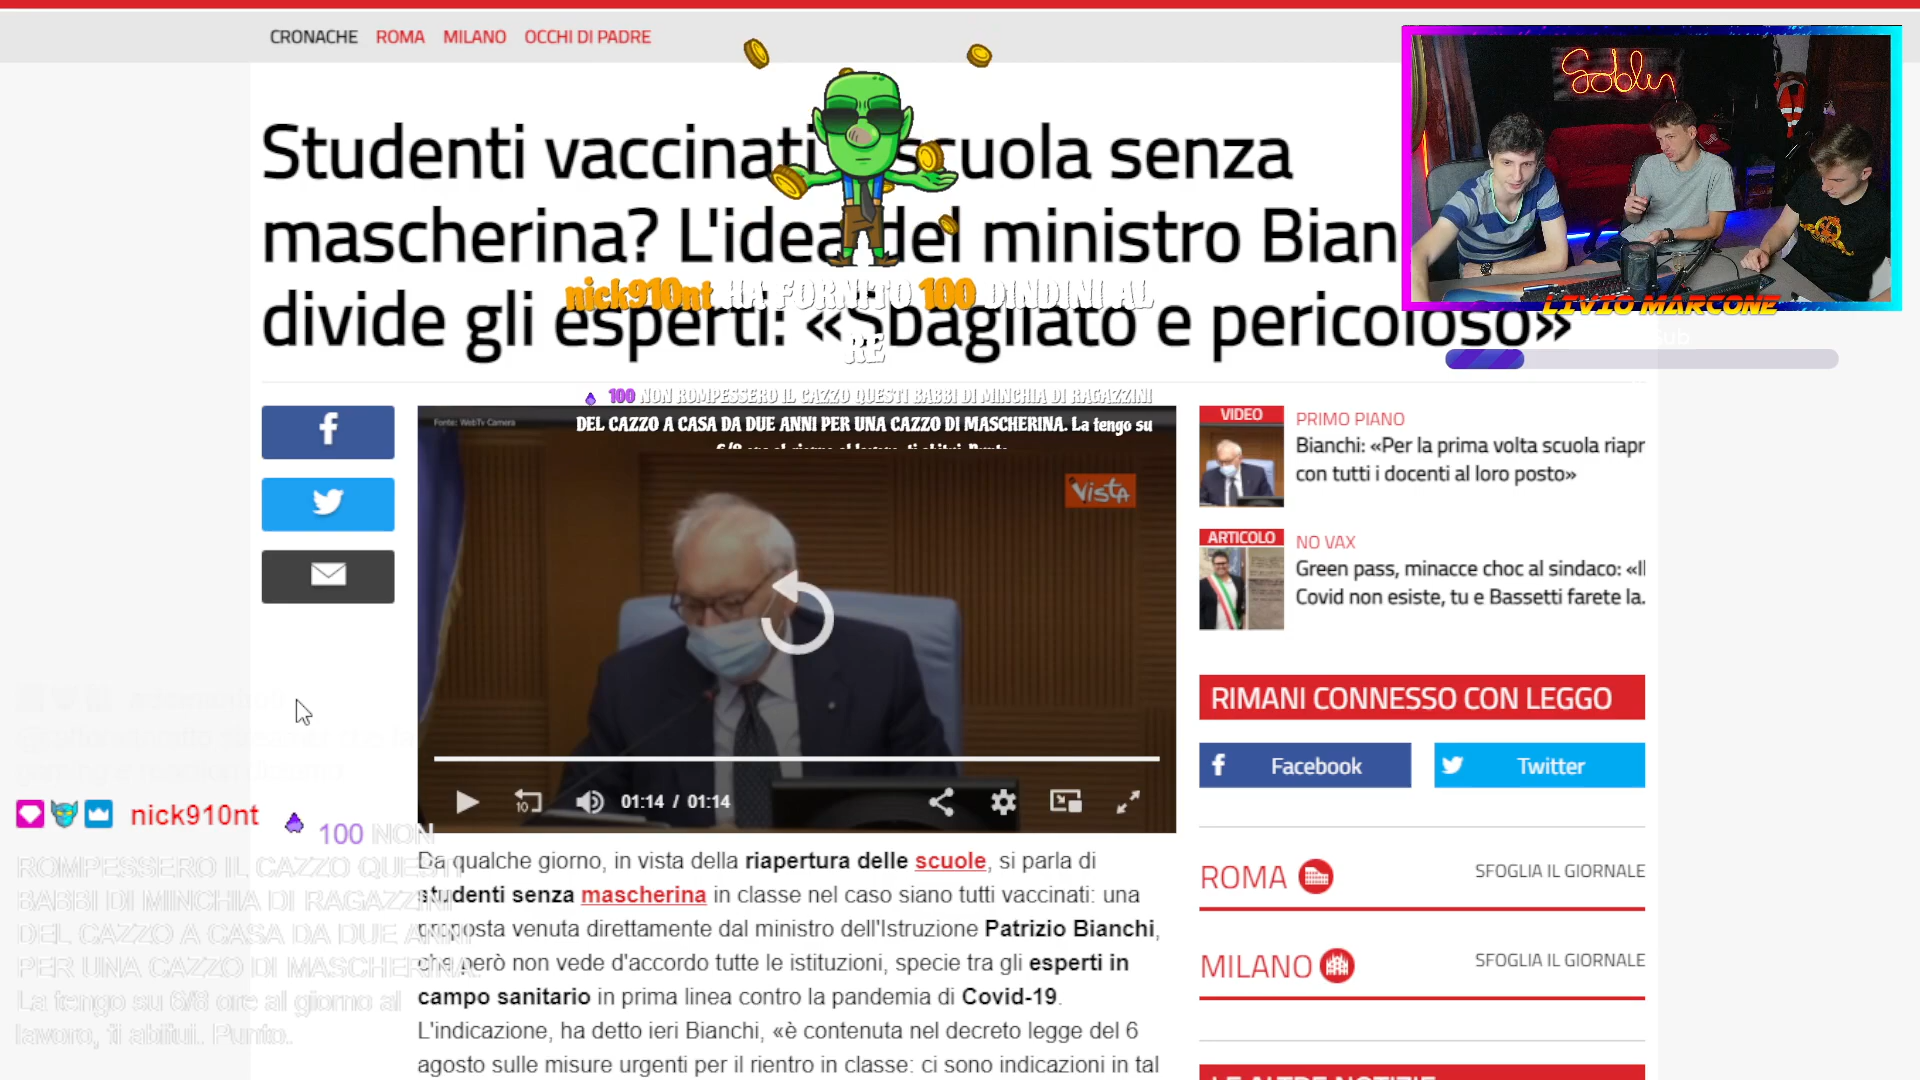 CRONACHE ROMA MILANO OCCHI DI PADRE
Studenti vaccinati scuola senza
mascherina? L'idea del ministro Bian
divide gli esperti: «Sbagliato e pericoloso»
nick910nt HA FORNITO 100 DINDINI AL
RE
100 NON ROMPESSERO IL CAZZO QUESTI BABBI DI MINCHIA DI RAGAZZINI
DEL CAZZO A CASA DA DUE ANNI PER UNA CAZZO DI MASCHERINA. La tengo su
Goblin
LIVIO MARCONE
Sub
Fonte: WebTv Camera
VISTA
10
01:14 / 01:14
VIDEO
PRIMO PIANO
Bianchi: «Per la prima volta scuola riapr
con tutti i docenti al loro posto»
ARTICOLO
NO VAX
Green pass, minacce choc al sindaco: «Il
Covid non esiste, tu e Bassetti farete la.
RIMANI CONNESSO CON LEGGO
Facebook
Twitter
ROMA
SFOGLIA IL GIORNALE
MILANO
SFOGLIA IL GIORNALE
LE ALTRE NOTIZIE
nick910nt 100 NON
ROMPESSERO IL CAZZO QUESTI
BABBI DI MINCHIA DI RAGAZZINI
DEL CAZZO A CASA DA DUE ANNI
PER UNA CAZZO DI MASCHERINA.
La tengo su 6/8 ore al giorno al
lavoro, ti abitui. Punto.
Da qualche giorno, in vista della riapertura delle scuole, si parla di
studenti senza mascherina in classe nel caso siano tutti vaccinati: una
proposta venuta direttamente dal ministro dell'Istruzione Patrizio Bianchi,
che però non vede d'accordo tutte le istituzioni, specie tra gli esperti in
campo sanitario in prima linea contro la pandemia di Covid-19.
L'indicazione, ha detto ieri Bianchi, «è contenuta nel decreto legge del 6
agosto sulle misure urgenti per il rientro in classe: ci sono indicazioni in tal